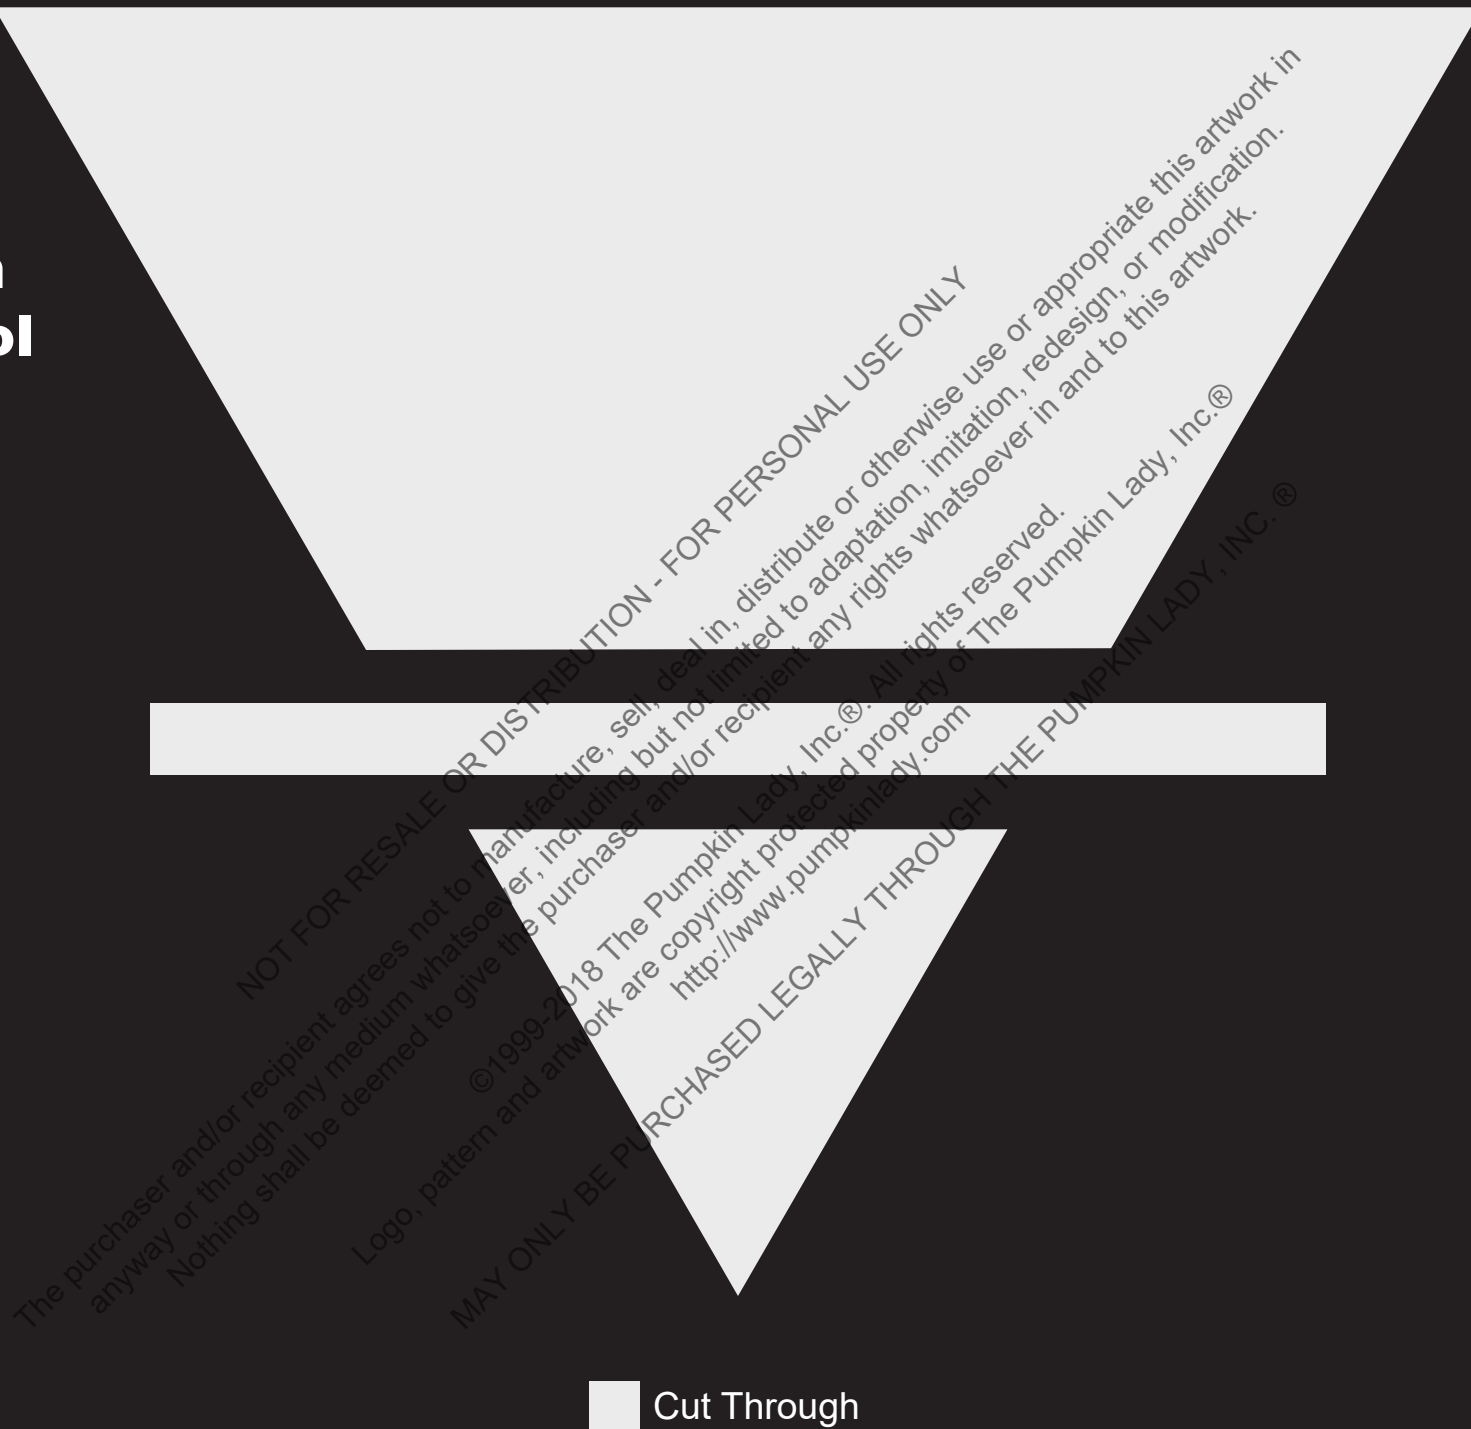 ol
NOT FOR RESALE OR DISTRIBUTION - FOR PERSONAL USE ONLY
The purchaser and/or recipient agrees not to manufacture, sell, deal in, distribute or otherwise use or appropriate this artwork in
anyway or through any medium whatsoever, including but not limited to adaptation, imitation, redesign, or modification.
Nothing shall be deemed to give the purchaser and/or recipient any rights whatsoever in and to this artwork.
©1999-2018 The Pumpkin Lady, Inc.®. All rights reserved.
Logo, pattern and artwork are copyright protected property of The Pumpkin Lady, Inc.®
http://www.pumpkinlady.com
MAY ONLY BE PURCHASED LEGALLY THROUGH THE PUMPKIN LADY, INC. ®
Cut Through